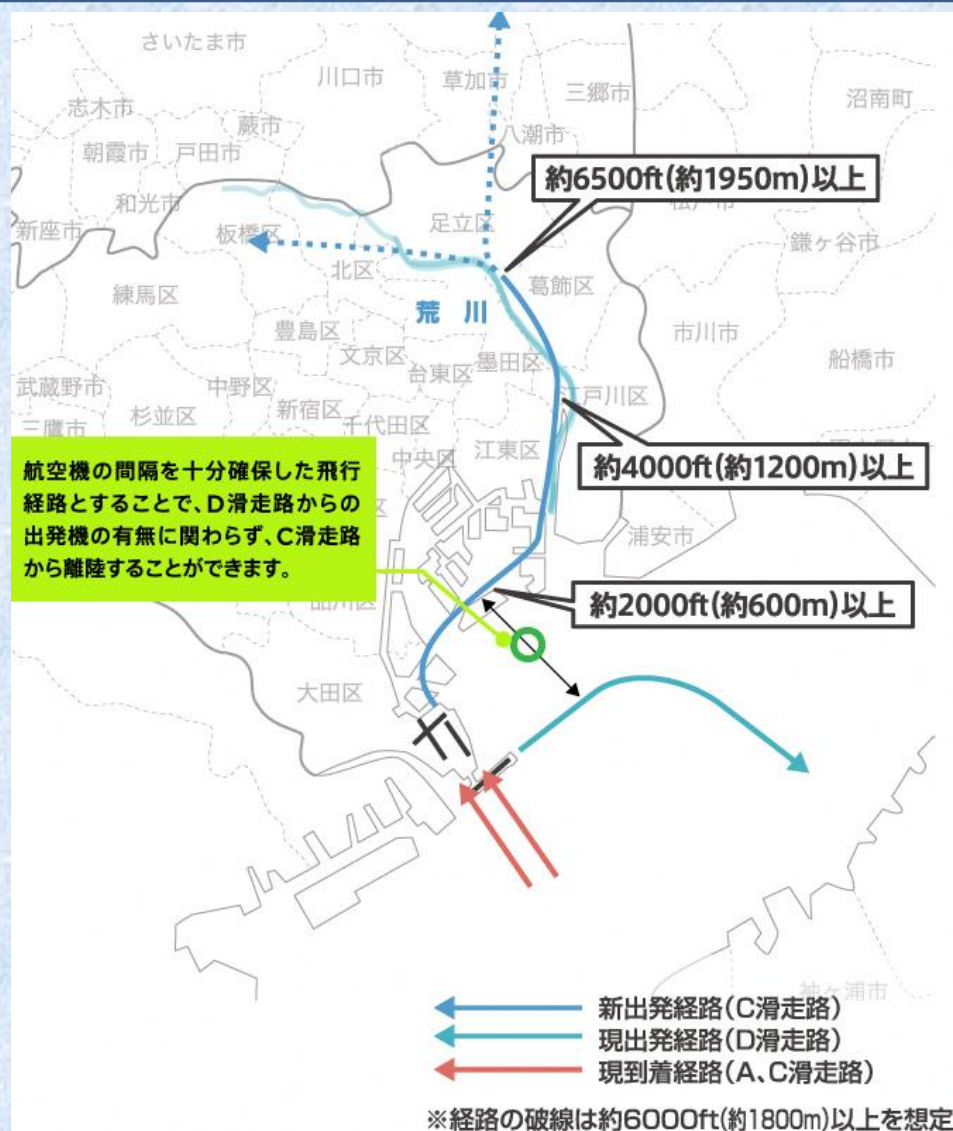 さいたま市
川口市
草加市
三郷市
沼南町
志木市
蕨市
八潮市
朝霞市
戸田市
約6500ft(約1950m)以上
和光市
足立区
新座市
板橋区
鎌ヶ谷市
北区
葛飾区
練馬区
荒 川
豊島区
市川市
文京区
墨田区
船橋市
台東区
武蔵野市
中野区
江戸川区
杉並区
新宿区
三鷹市
千代田区
江東区
中央区
約4000ft(約1200m)以上
航空機の間隔を十分確保した飛行
経路とすることで、D滑走路からの
出発機の有無に関わらず、C滑走路
から離陸することができます。
浦安市
品川区
約2000ft(約600m)以上
大田区
袖ヶ浦市
新出発経路(C滑走路)
現出発経路(D滑走路)
現到着経路(A、C滑走路)
※経路の破線は約6000ft(約1800m)以上を想定